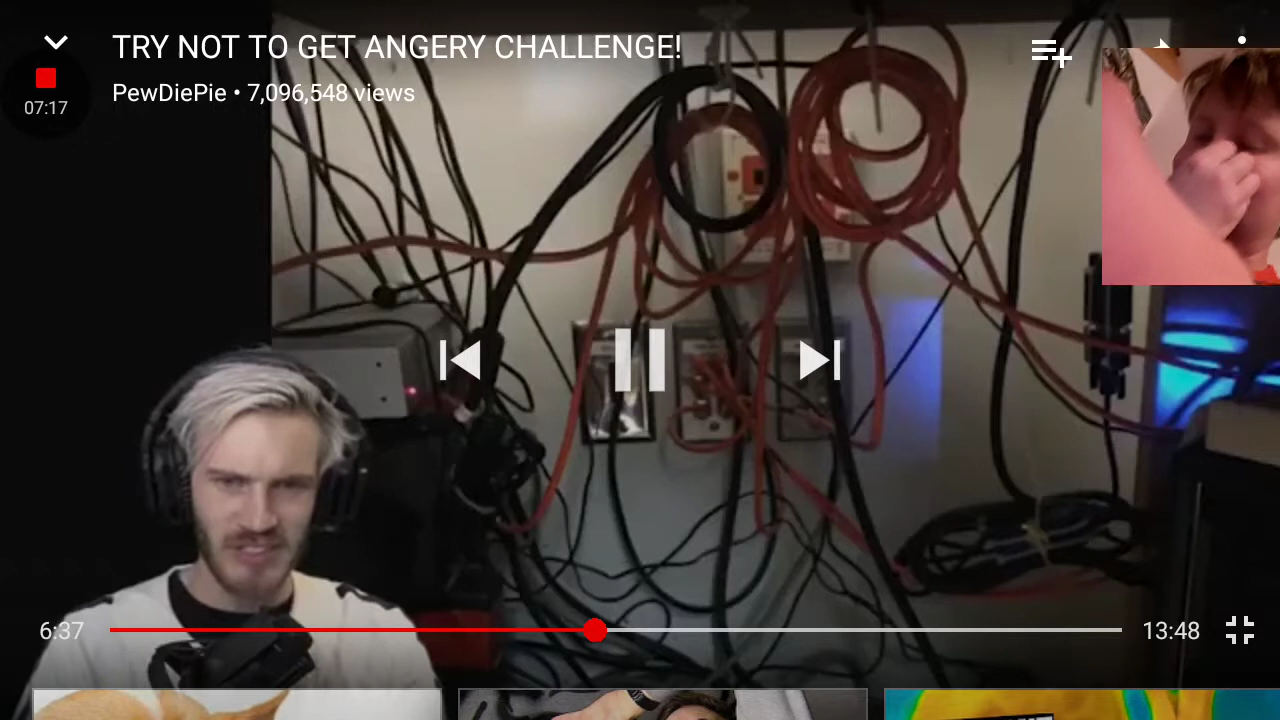 TRY NOT TO GET ANGERY CHALLENGE!
PewDiePie • 7,096,548 views
07:17
6:37
13:48